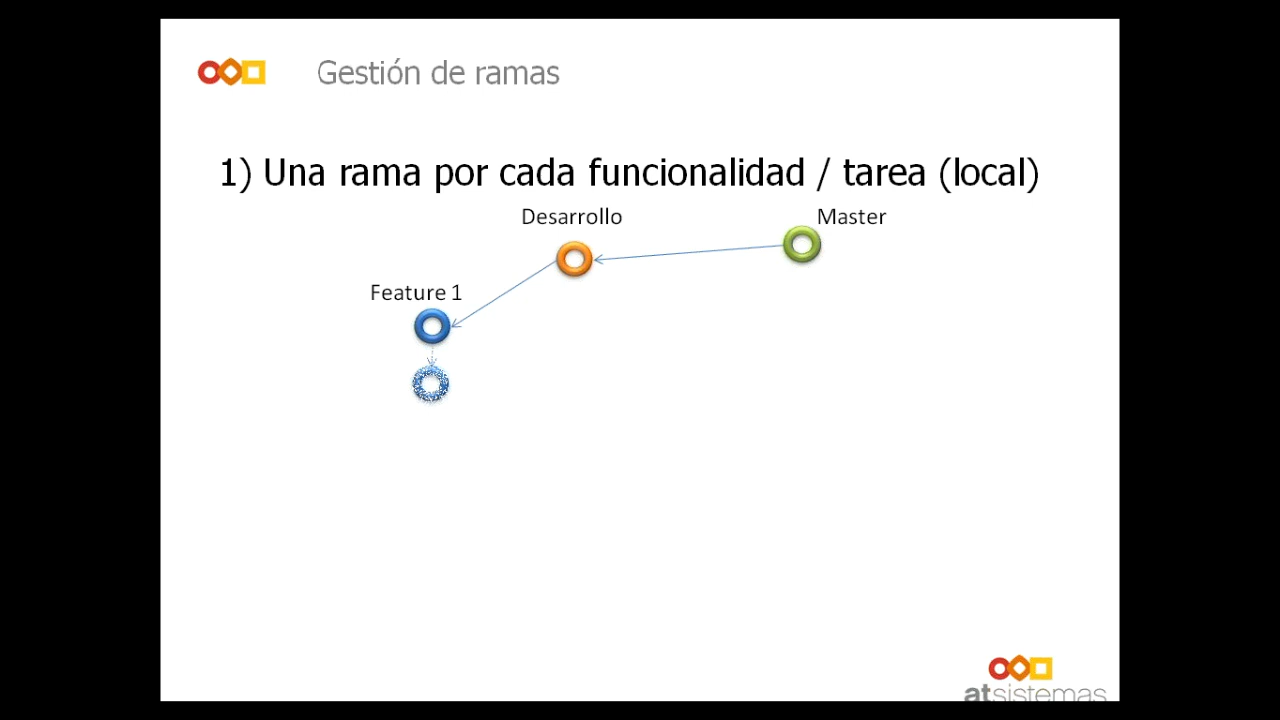 Gestión de ramas
1) Una rama por cada funcionalidad / tarea (local)
Desarrollo
Master
Feature 1
atsistemas